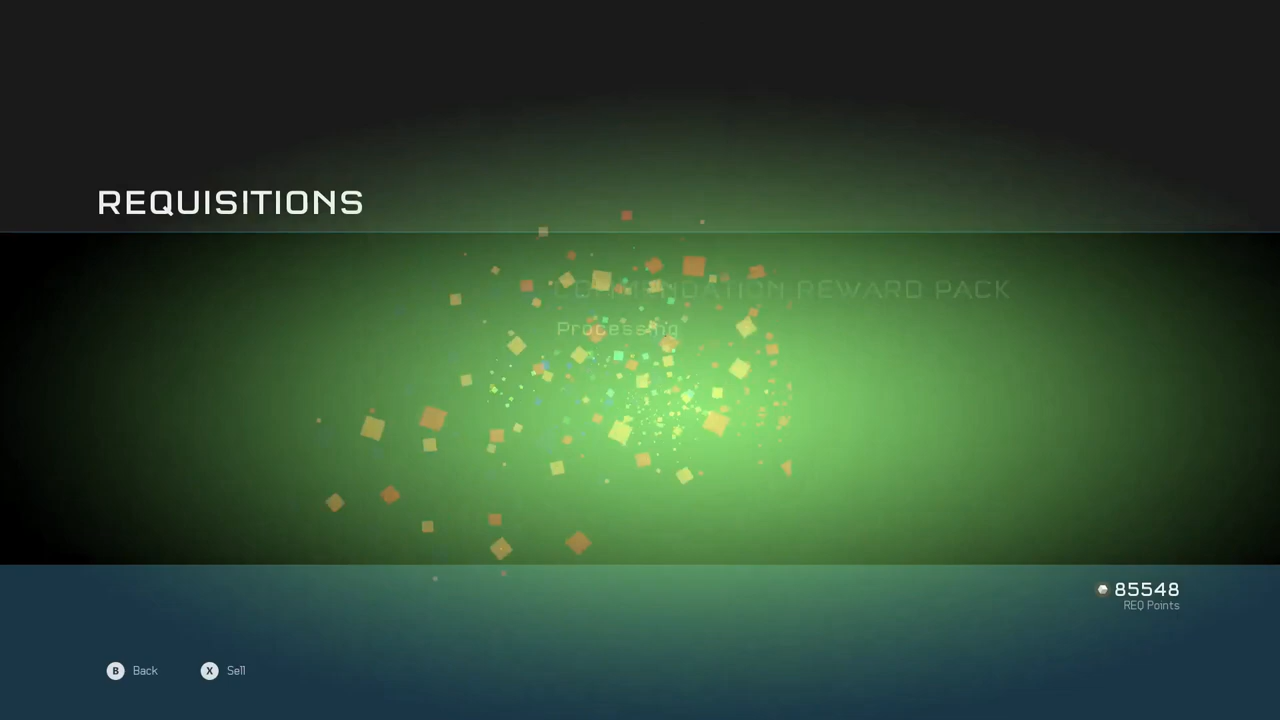 REQUISITIONS
COMMENDATION REWARD PACK
Processing
85548
REQ Points
B Back
X Sell